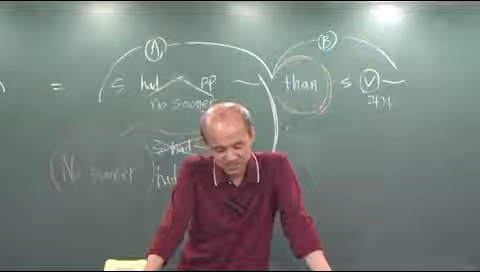 Ⓐ Ⓑ
= S had pp ~ than S Ⓥ ~
no sooner 과거
S had
(No sooner) had